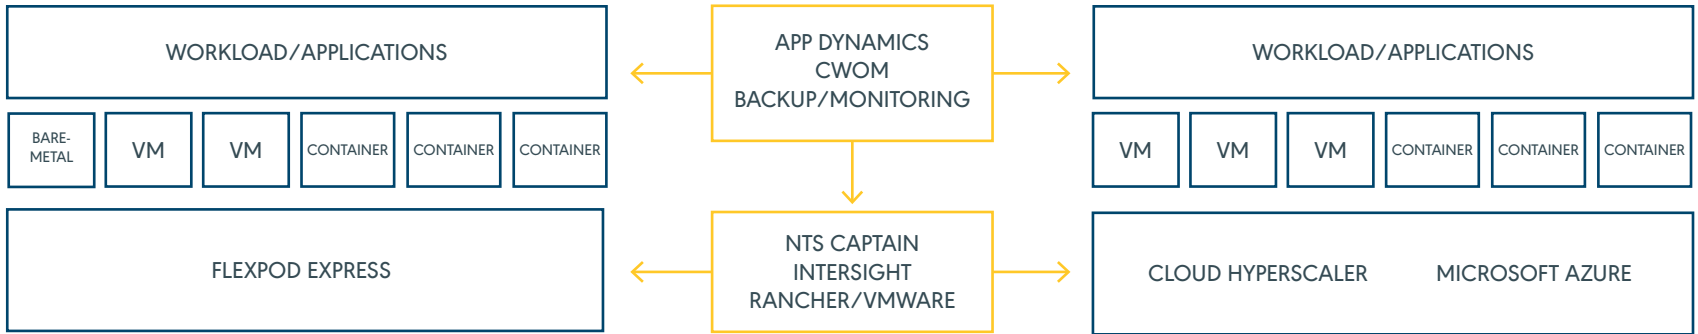 WORKLOAD/APPLICATIONS
BARE-
METAL
VM
VM
CONTAINER
CONTAINER
CONTAINER
FLEXPOD EXPRESS
APP DYNAMICS
CWOM
BACKUP/MONITORING
NTS CAPTAIN
INTERSIGHT
RANCHER/VMWARE
WORKLOAD/APPLICATIONS
VM
VM
VM
CONTAINER
CONTAINER
CONTAINER
CLOUD HYPERSCALER
MICROSOFT AZURE